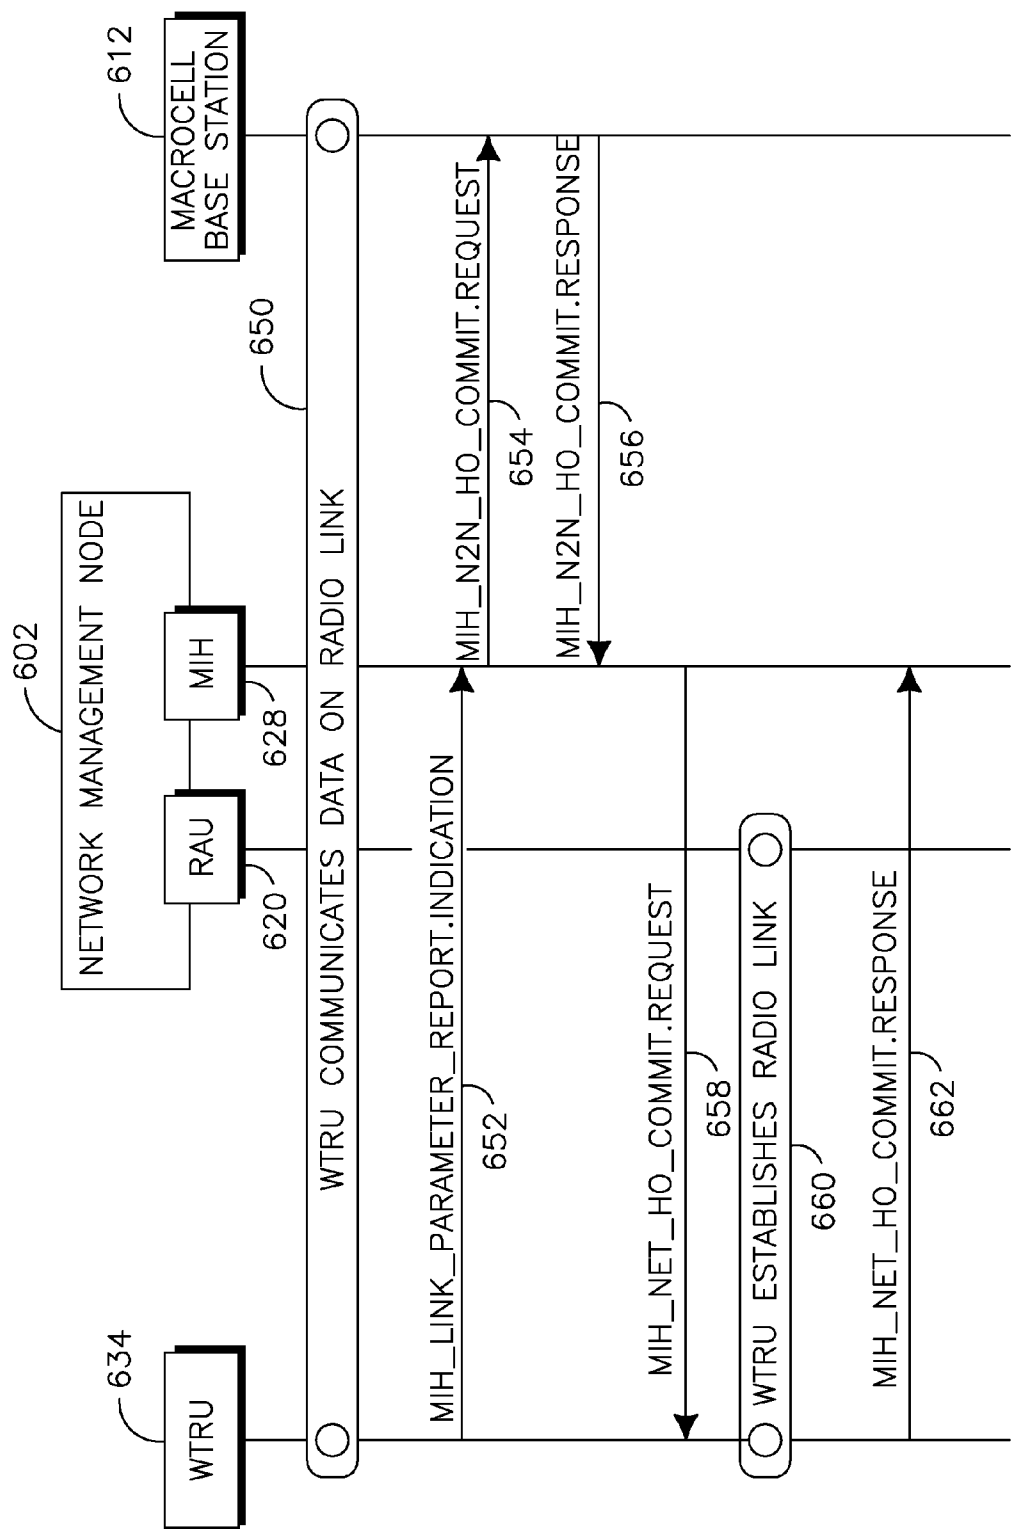 602
NETWORK MANAGEMENT NODE
634
WTRU
RAU
620
MIH
628
612
MACROCELL
BASE STATION
650
WTRU COMMUNICATES DATA ON RADIO LINK
MIH_LINK_PARAMETER_REPORT.INDICATION
652
MIH_N2N_HO_COMMIT.REQUEST
654
MIH_N2N_HO_COMMIT.RESPONSE
656
MIH_NET_HO_COMMIT.REQUEST
658
WTRU ESTABLISHES RADIO LINK
660
MIH_NET_HO_COMMIT.RESPONSE
662